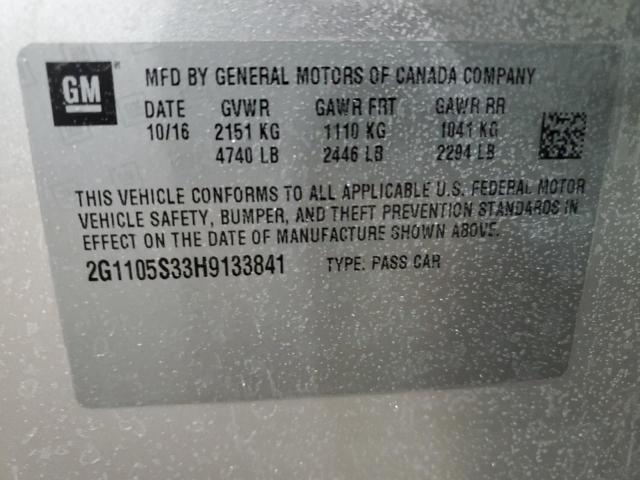 GM
MFD BY GENERAL MOTORS OF CANADA COMPANY
DATE GVWR GAWR FRT GAWR RR
10/16 2151 KG 1110 KG 1041 KG
4740 LB 2446 LB 2294 LB
THIS VEHICLE CONFORMS TO ALL APPLICABLE U.S. FEDERAL MOTOR
VEHICLE SAFETY, BUMPER, AND THEFT PREVENTION STANDARDS IN
EFFECT ON THE DATE OF MANUFACTURE SHOWN ABOVE.
2G1105S33H9133841 TYPE: PASS CAR